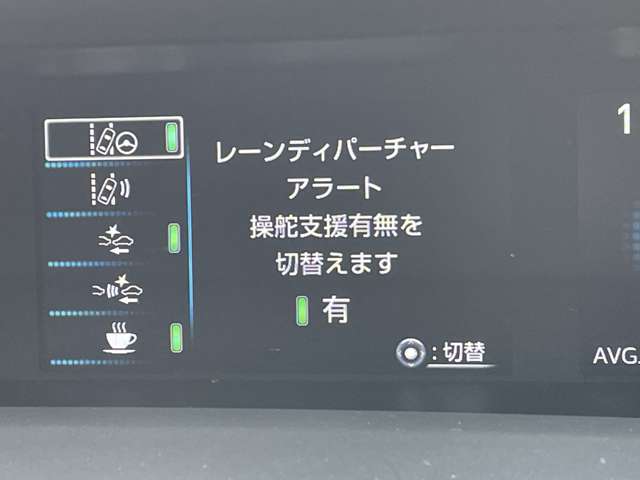 レーンディパーチャー
アラート
操舵支援有無を
切替えます
有
:切替
1
AVG.